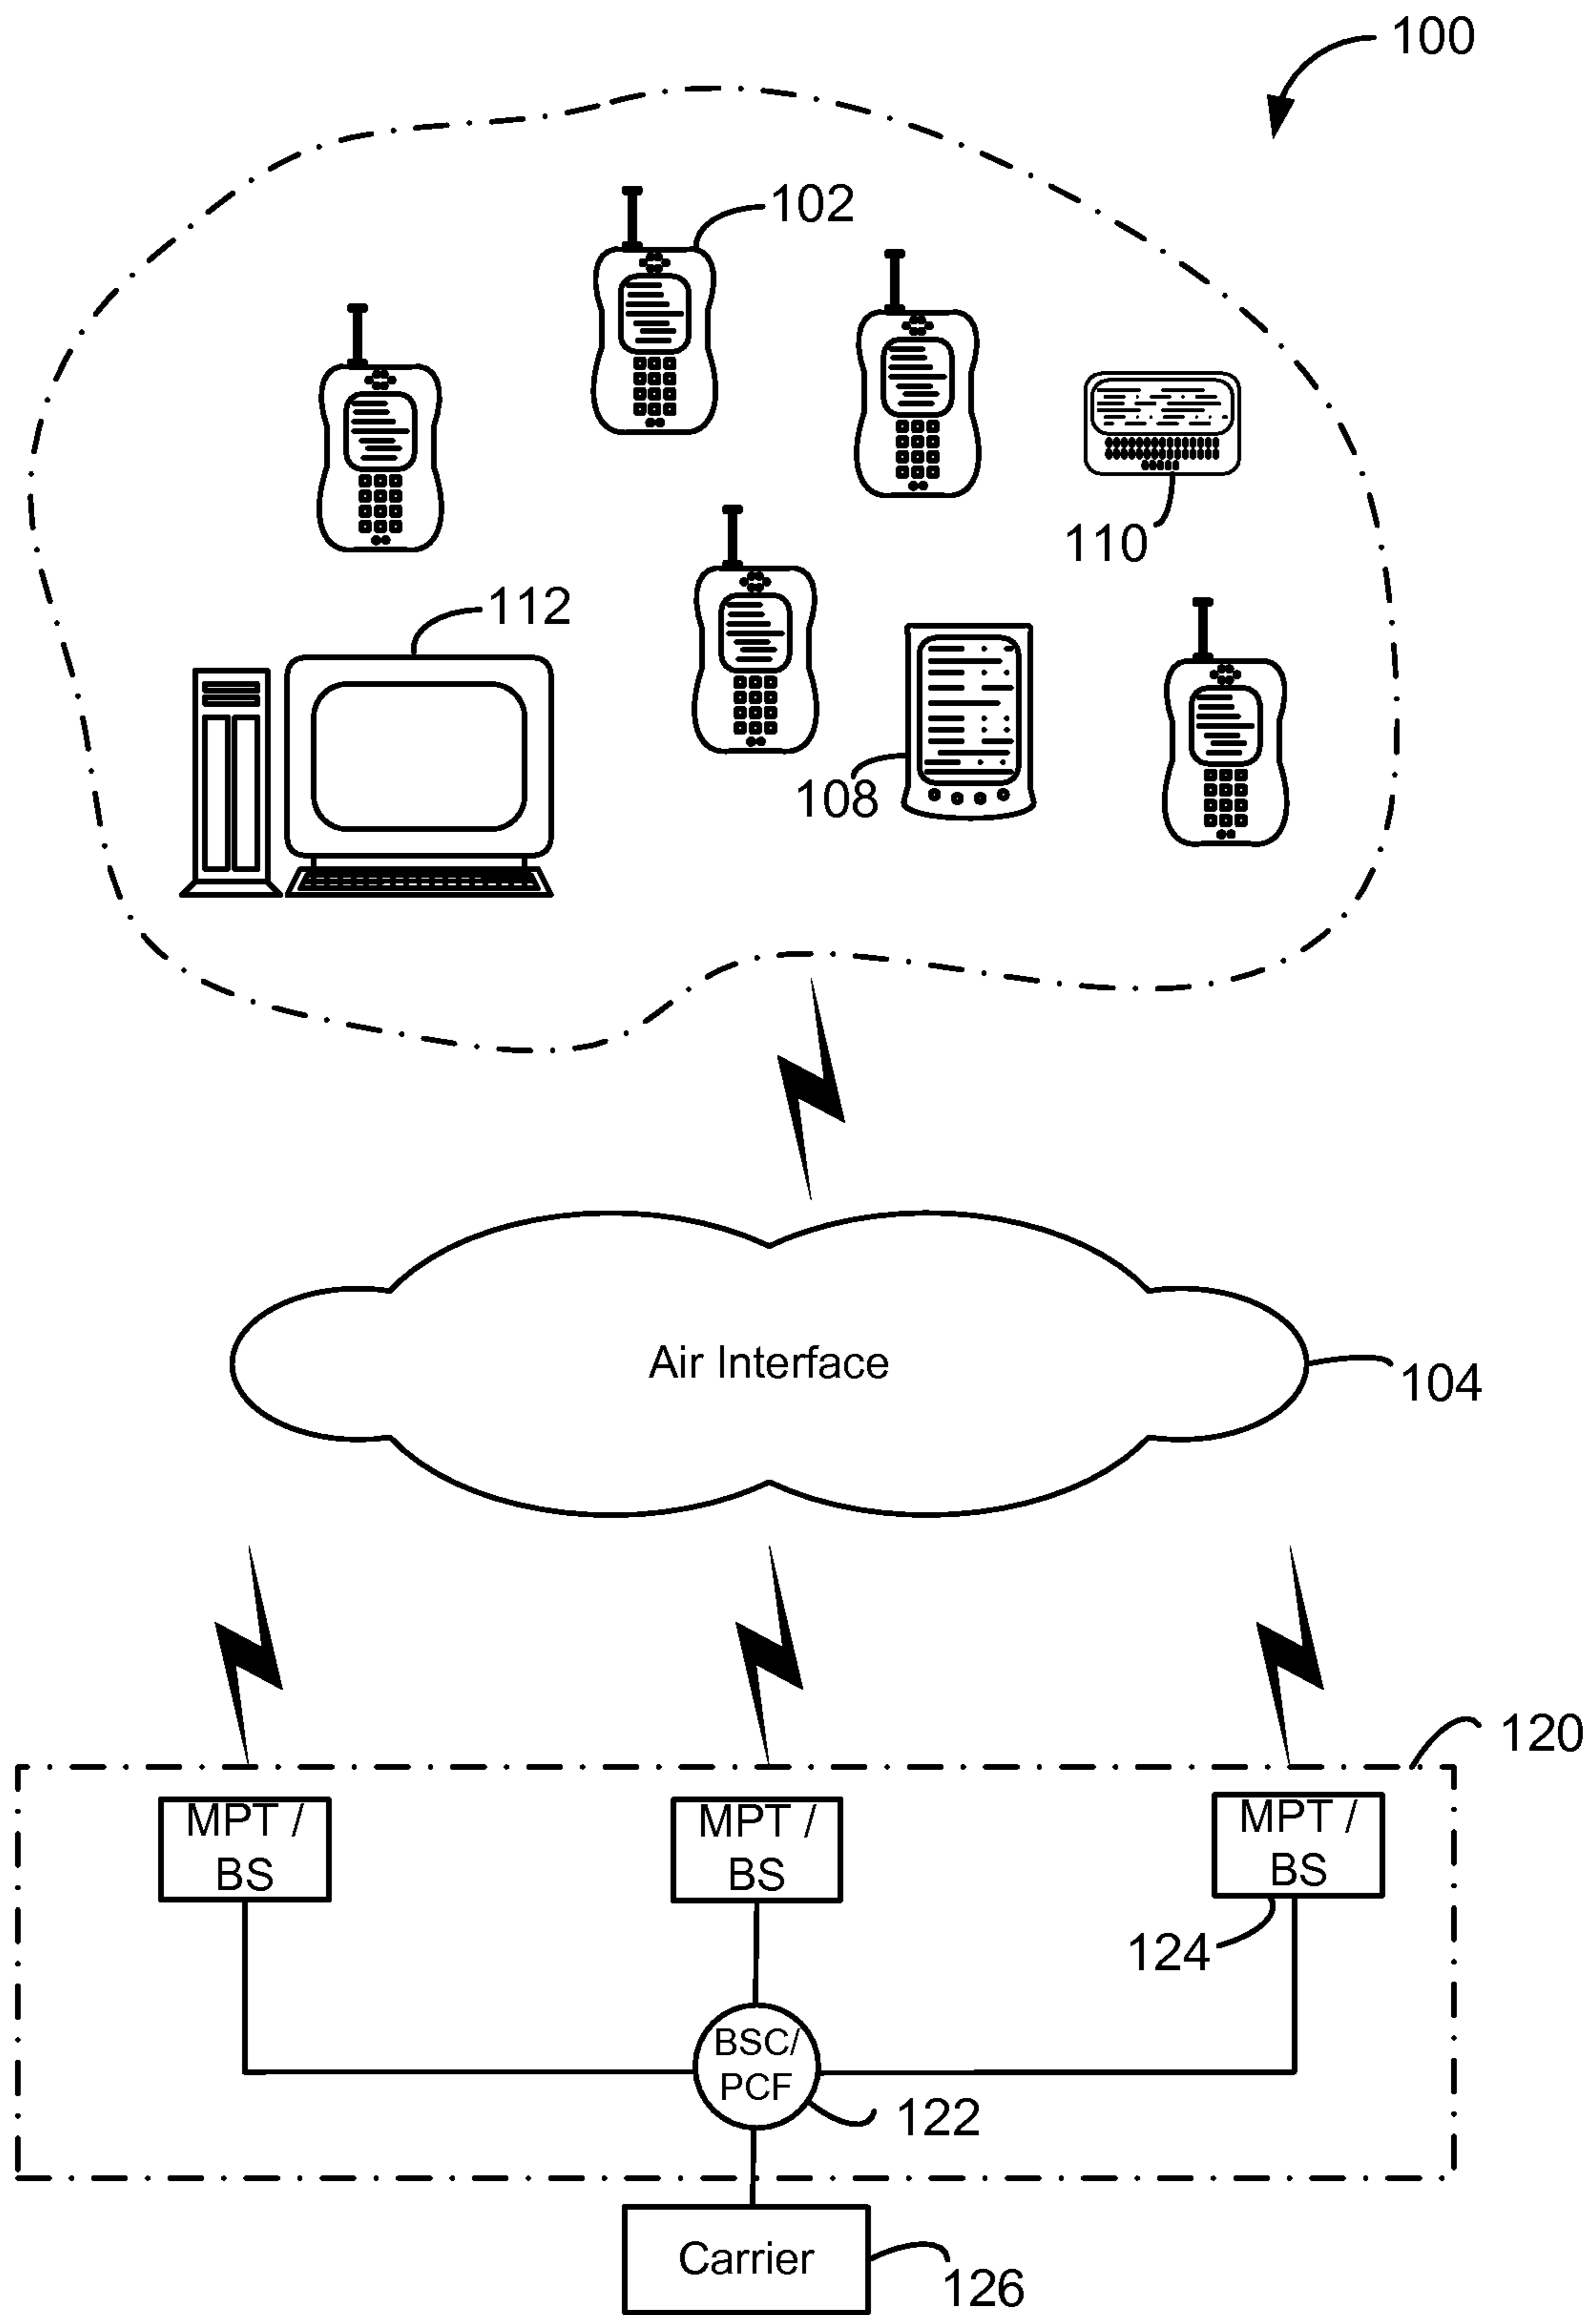 100
102
110
112
108
Air Interface
104
120
MPT /
BS
MPT /
BS
MPT /
BS
124
BSC/
PCF
122
Carrier
126